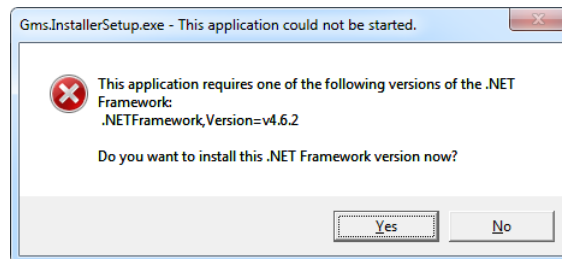 Gms.InstallerSetup.exe - This application could not be started.
This application requires one of the following versions of the .NET
Framework:
.NETFramework,Version=v4.6.2
Do you want to install this .NET Framework version now?
Yes
No